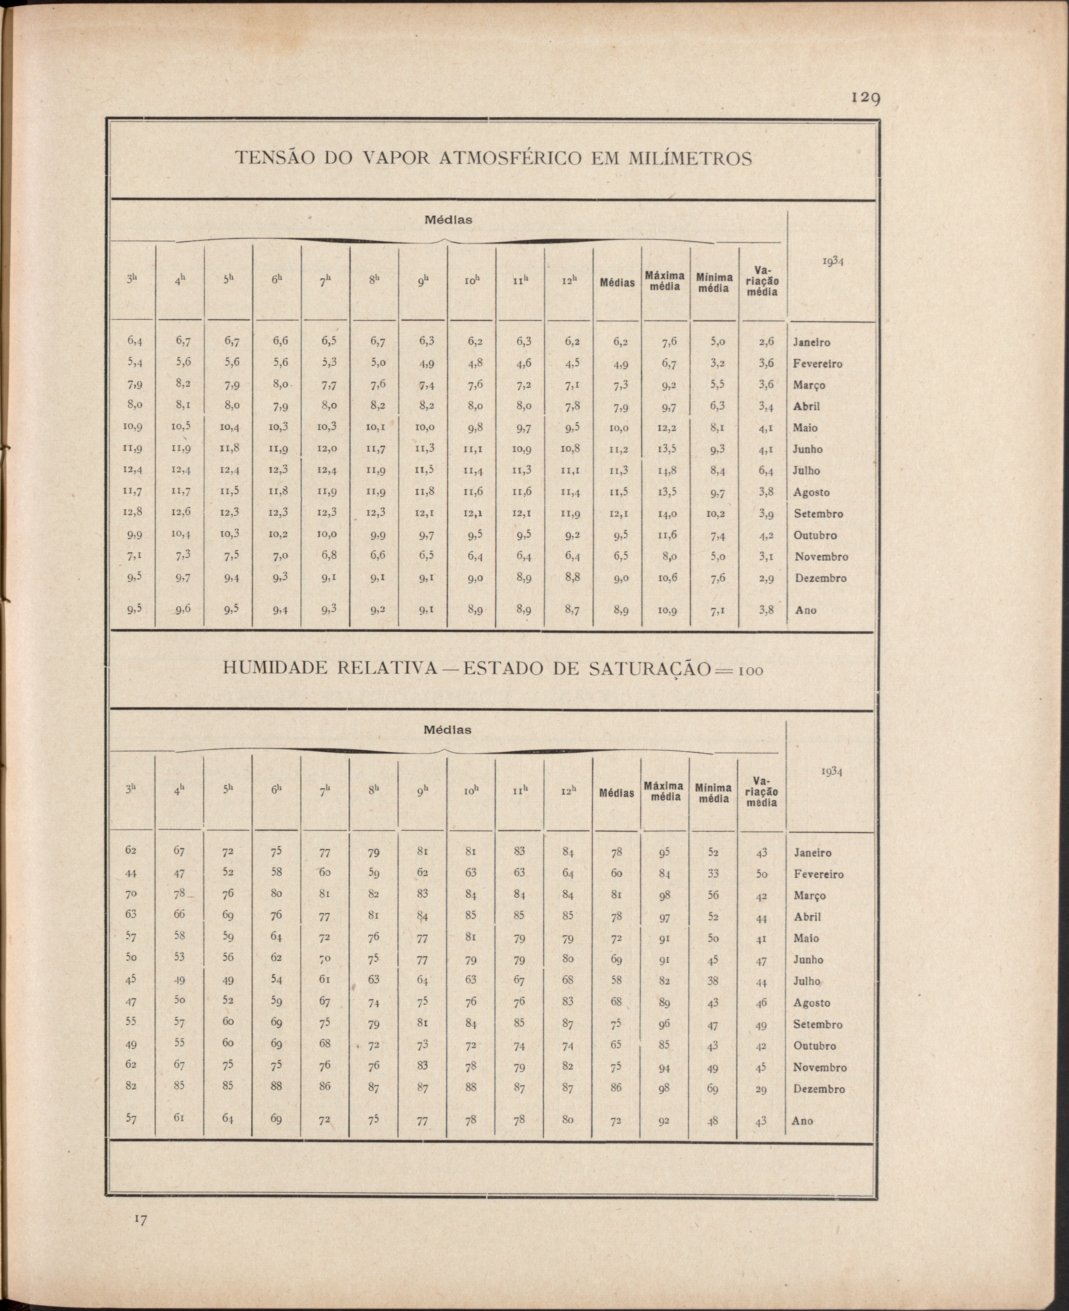 129
TENSÃO DO VAPOR ATMOSFÉRICO EM MILÍMETROS
Médias
3h 4h 5h 6h 7h 8h 9h 10h 11h 12h Médias Máxima média Mínima média Va-riação média 1934
6,4 6,7 6,7 6,6 6,5 6,7 6,3 6,2 6,3 6,2 6,2 7,6 5,0 2,6 Janeiro
5,4 5,6 5,6 5,6 5,3 5,0 4,9 4,8 4,6 4,5 4,9 6,7 3,2 3,6 Fevereiro
7,9 8,2 7,9 8,0 7,7 7,6 7,4 7,6 7,2 7,1 7,3 9,2 5,5 3,6 Março
8,0 8,1 8,0 7,9 8,0 8,2 8,2 8,0 8,0 7,8 7,9 9,7 6,3 3,4 Abril
10,9 10,5 10,4 10,3 10,3 10,1 10,0 9,8 9,7 9,5 10,0 12,2 8,1 4,1 Maio
11,9 11,9 11,8 11,9 12,0 11,7 11,3 11,1 10,9 10,8 11,2 13,5 9,3 4,1 Junho
12,4 12,4 12,4 12,3 12,4 11,9 11,5 11,4 11,3 11,1 11,3 14,8 8,4 6,4 Julho
11,7 11,7 11,5 11,8 11,9 11,9 11,8 11,6 11,6 11,4 11,5 13,5 9,7 3,8 Agosto
12,8 12,6 12,3 12,3 12,3 12,3 12,1 12,1 12,1 11,9 12,1 14,0 10,2 3,9 Setembro
9,9 10,4 10,3 10,2 10,0 9,9 9,7 9,5 9,5 9,2 9,5 11,6 7,4 4,2 Outubro
7,1 7,3 7,5 7,0 6,8 6,6 6,5 6,4 6,4 6,4 6,5 8,0 5,0 3,1 Novembro
9,5 9,7 9,4 9,3 9,1 9,1 9,1 9,0 8,9 8,8 9,0 10,6 7,6 2,9 Dezembro
9,5 9,6 9,5 9,4 9,3 9,2 9,1 8,9 8,9 8,7 8,9 10,9 7,1 3,8 Ano
HUMIDADE RELATIVA — ESTADO DE SATURAÇÃO = 100
Médias
3h 4h 5h 6h 7h 8h 9h 10h 11h 12h Médias Máxima média Mínima média Va-riação média 1934
62 67 72 75 77 79 81 81 83 84 78 95 52 43 Janeiro
44 47 52 58 60 59 62 63 63 64 60 84 33 50 Fevereiro
70 78 76 80 81 82 83 84 84 84 81 98 56 42 Março
63 66 69 76 77 81 84 85 85 85 78 97 52 44 Abril
57 58 59 64 72 76 77 81 79 79 72 91 50 41 Maio
50 53 56 62 70 75 77 79 79 80 69 91 45 47 Junho
45 49 49 54 61 63 64 63 67 68 58 82 38 44 Julho
47 50 52 59 67 74 75 76 76 83 68 89 43 46 Agosto
55 57 60 69 75 79 81 84 85 87 75 96 47 49 Setembro
49 55 60 69 68 72 73 72 74 74 65 85 43 42 Outubro
62 67 75 75 76 76 83 78 79 82 75 94 49 45 Novembro
82 85 85 88 86 87 87 88 87 87 86 98 69 29 Dezembro
57 61 64 69 72 75 77 78 78 80 72 92 48 43 Ano
17